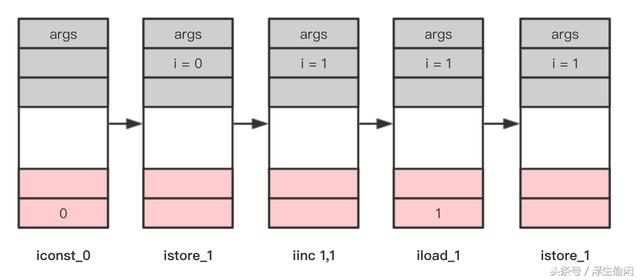 args args args args args
i = 0 i = 1 i = 1 i = 1
0 1
iconst_0 istore_1 iinc 1,1 iload_1 istore_1
头条号 / 浮生偷闲